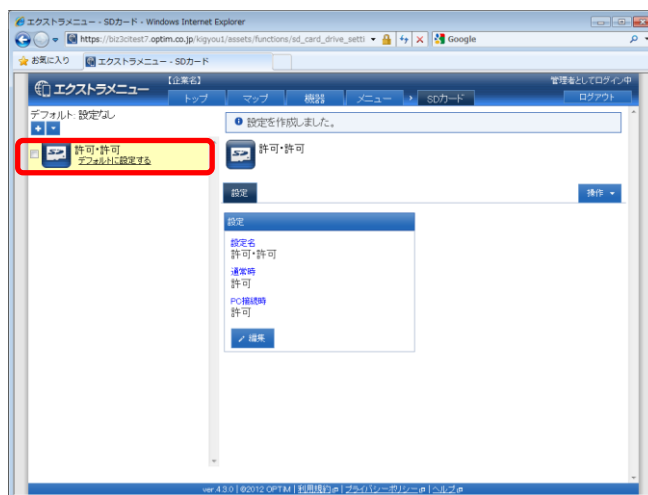 エクストラメニュー - SDカード - Windows Internet Explorer
https://biz3citest7.optim.co.jp/kigyou1/assets/functions/sd_card_drive_setti
Google
お気に入り
エクストラメニュー - SDカード
エクストラメニュー
【企業名】
管理者としてログイン中
トップ
マップ
機器
メニュー
SDカード
ログアウト
デフォルト: 設定なし
設定を作成しました。
許可・許可
デフォルトに設定する
許可・許可
設定
操作
設定
設定名
許可・許可
通常時
許可
PC接続時
許可
編集
ver.4.3.0 | ©2012 OPTiM | 利用規約 | プライバシーポリシー | ヘルプ